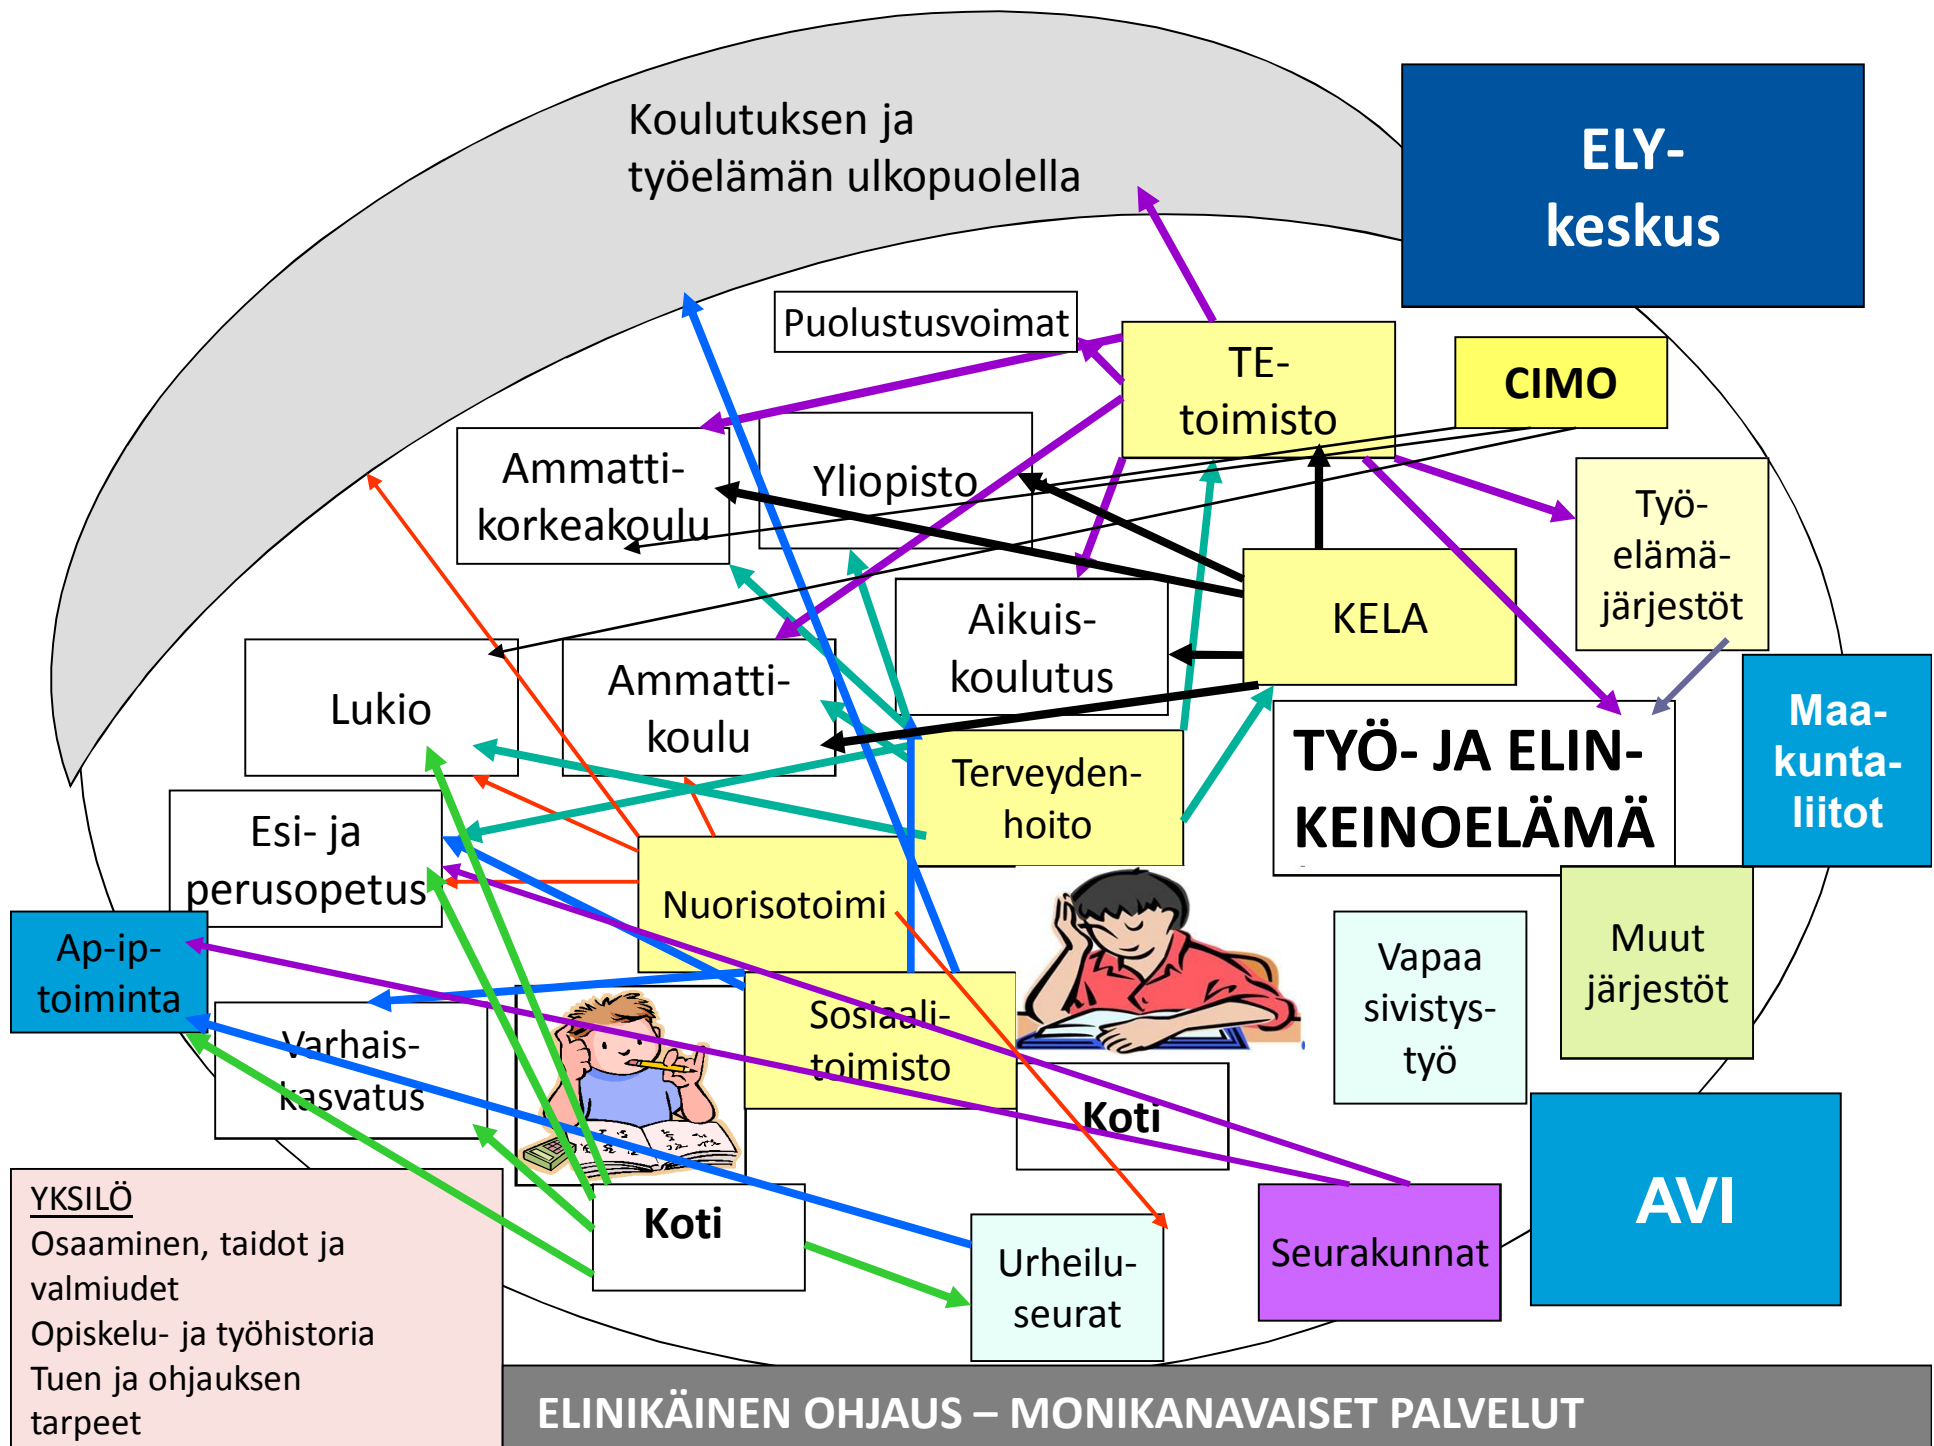 Koulutuksen ja
työelämän ulkopuolella
ELY-
keskus
Puolustusvoimat
TE-
toimisto
CIMO
Ammatti-
korkeakoulu
Yliopisto
Työ-
elämä-
järjestöt
Aikuis-
koulutus
KELA
Lukio
Ammatti-
koulu
Terveyden-
hoito
TYÖ- JA ELIN-
KEINOELÄMÄ
Maa-
kunta-
liitot
Esi- ja
perusopetus
Nuorisotoimi
Ap-ip-
toiminta
Vapaa
sivistys-
työ
Muut
järjestöt
Varhais-
kasvatus
Sosiaali-
toimisto
Koti
Koti
Urheilu-
seurat
Seurakunnat
AVI
YKSILÖ
Osaaminen, taidot ja
valmiudet
Opiskelu- ja työhistoria
Tuen ja ohjauksen
tarpeet
ELINIKÄINEN OHJAUS – MONIKANAVAISET PALVELUT